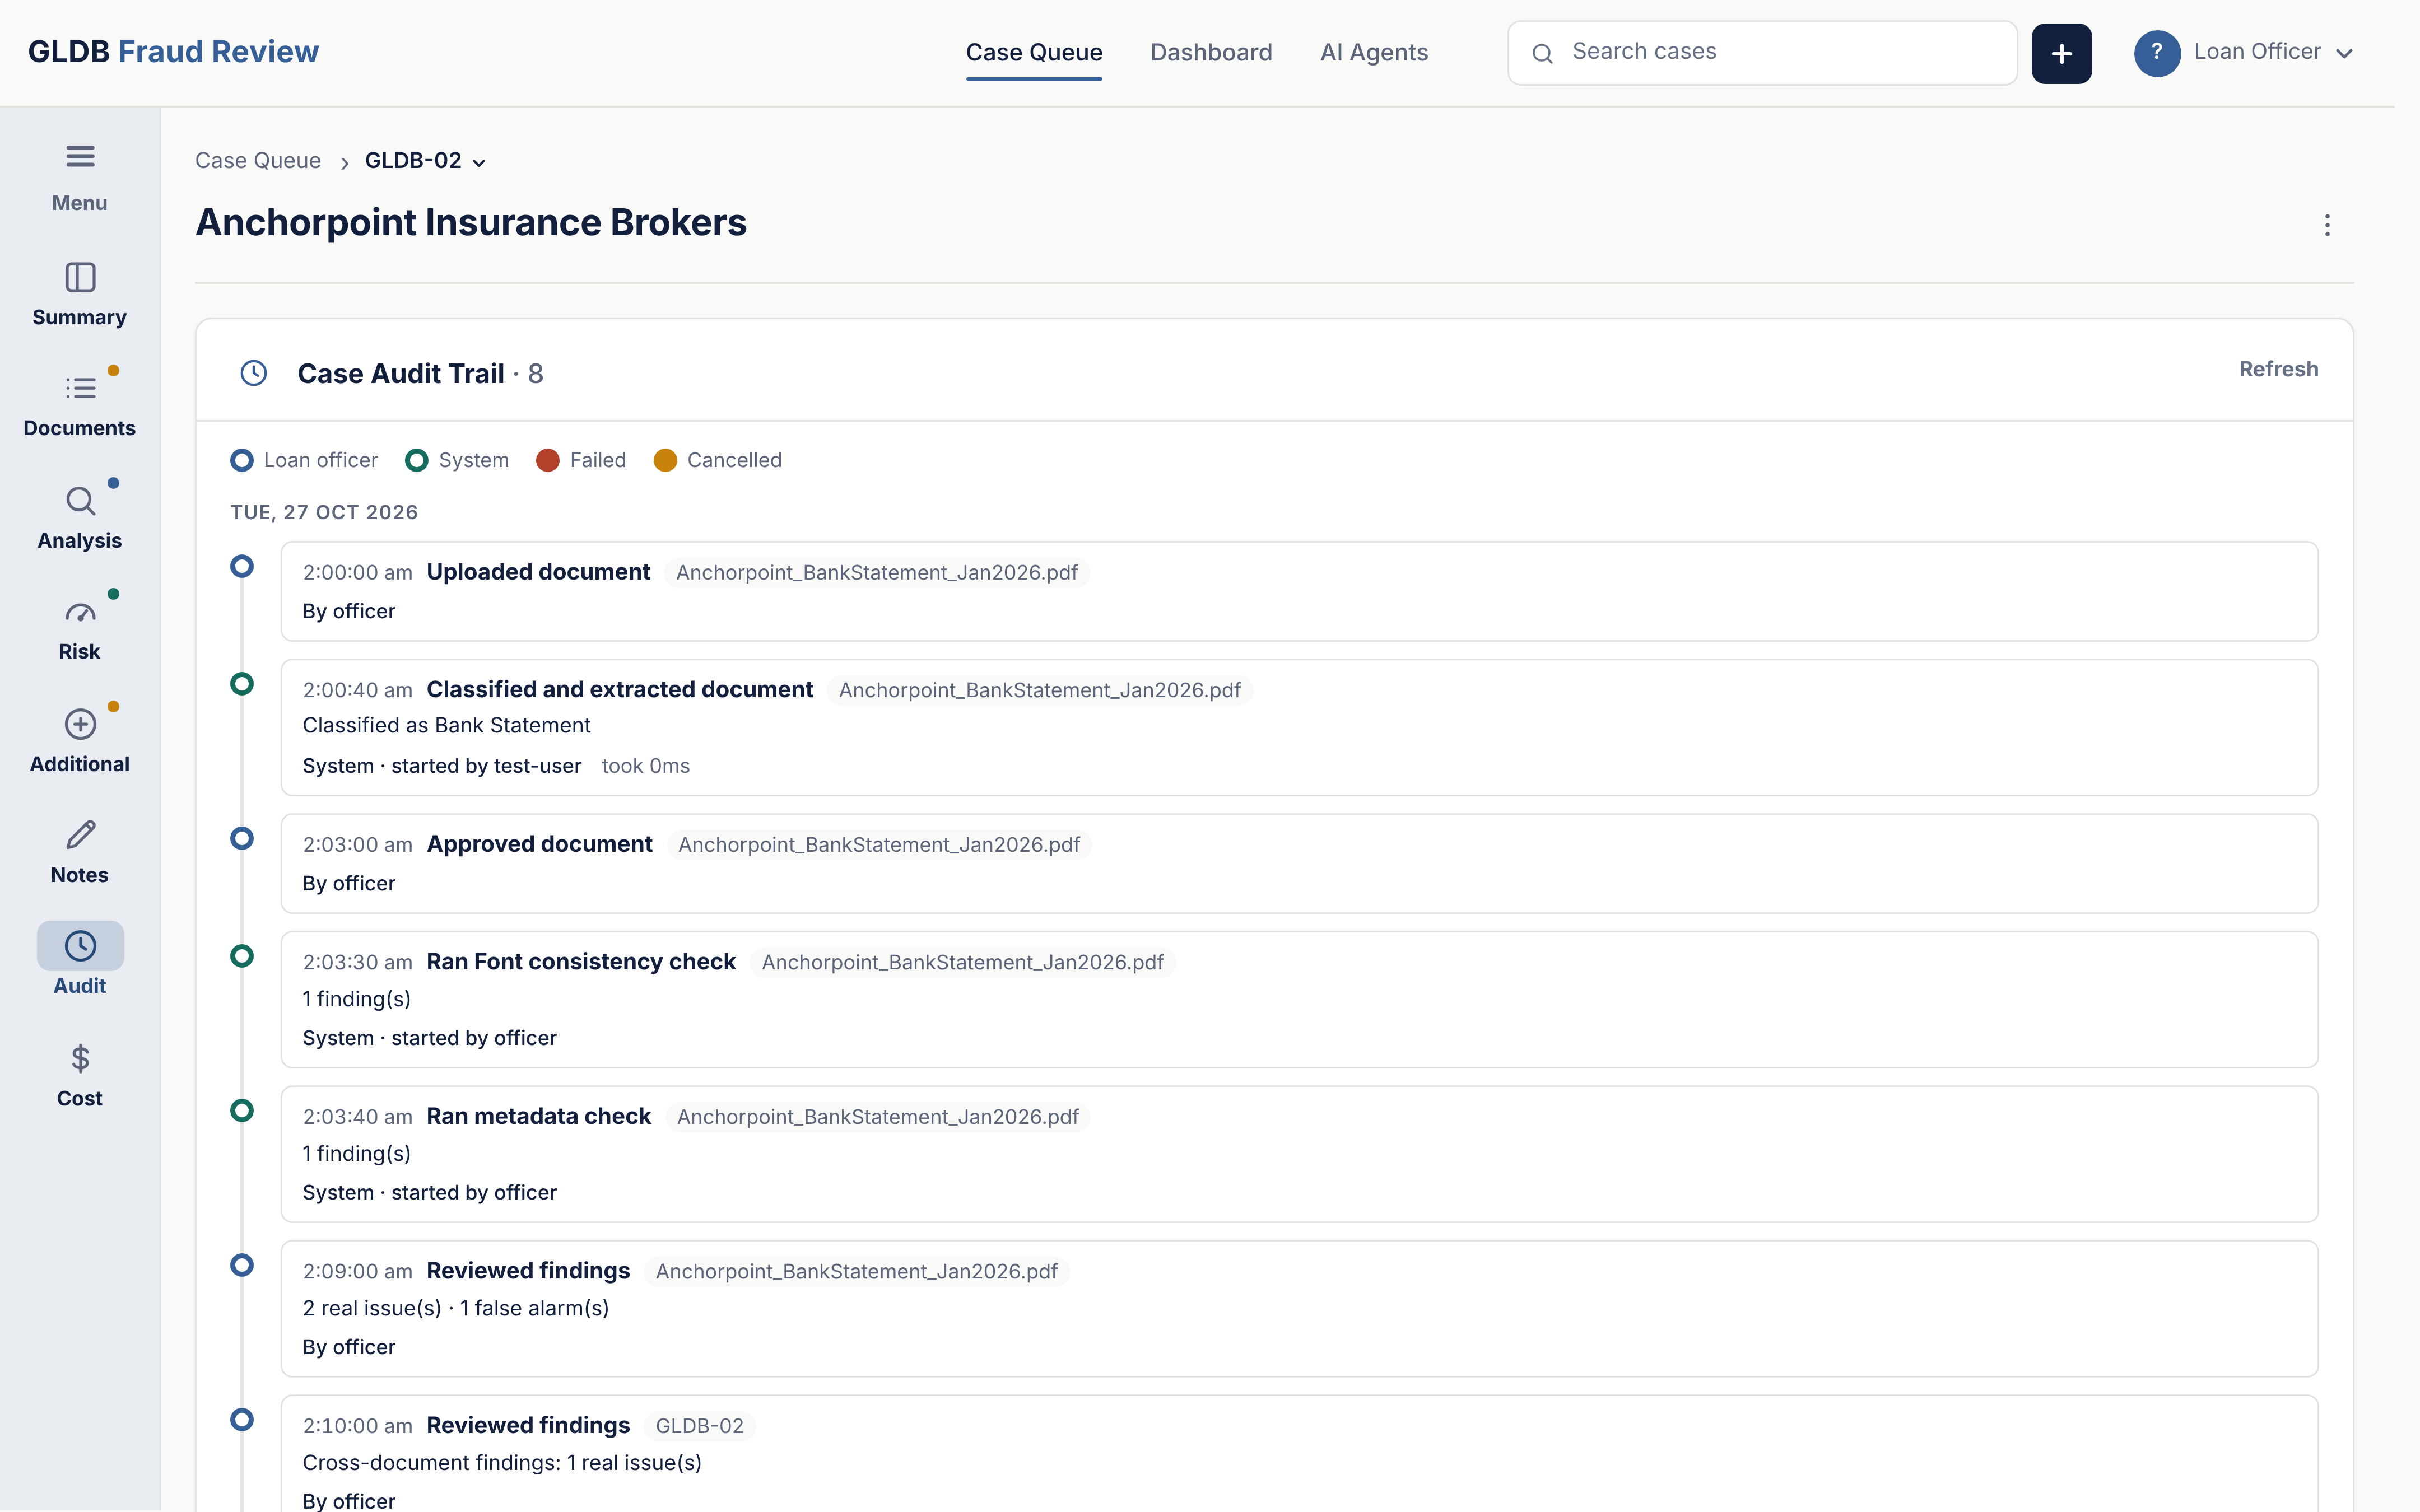 GLDB Fraud Review
Case Queue
Dashboard
AI Agents
Search cases
+
?
Loan Officer
Menu
Summary
Documents
Analysis
Risk
Additional
Notes
Audit
$
Cost
Case Queue › GLDB-02
Anchorpoint Insurance Brokers
Case Audit Trail · 8
Refresh
Loan officer
System
Failed
Cancelled
TUE, 27 OCT 2026
2:00:00 am Uploaded document Anchorpoint_BankStatement_Jan2026.pdf
By officer
2:00:40 am Classified and extracted document Anchorpoint_BankStatement_Jan2026.pdf
Classified as Bank Statement
System · started by test-user took 0ms
2:03:00 am Approved document Anchorpoint_BankStatement_Jan2026.pdf
By officer
2:03:30 am Ran Font consistency check Anchorpoint_BankStatement_Jan2026.pdf
1 finding(s)
System · started by officer
2:03:40 am Ran metadata check Anchorpoint_BankStatement_Jan2026.pdf
1 finding(s)
System · started by officer
2:09:00 am Reviewed findings Anchorpoint_BankStatement_Jan2026.pdf
2 real issue(s) · 1 false alarm(s)
By officer
2:10:00 am Reviewed findings GLDB-02
Cross-document findings: 1 real issue(s)
By officer